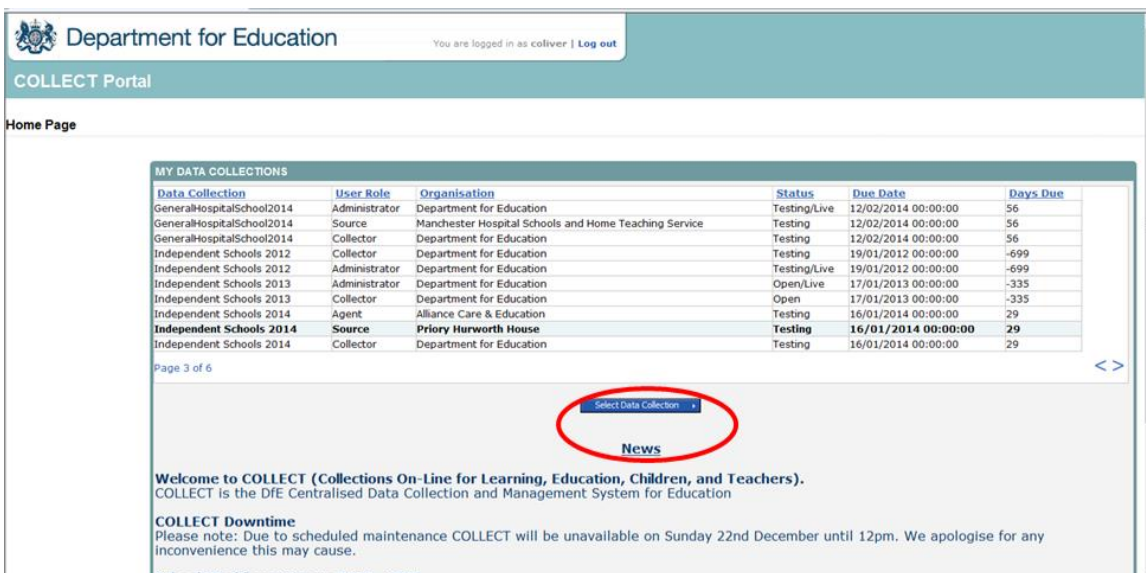 Department for Education
You are logged in as coliver | Log out
COLLECT Portal
Home Page
MY DATA COLLECTIONS
Data Collection User Role Organisation Status Due Date Days Due
GeneralHospitalSchool2014 Administrator Department for Education Testing/Live 12/02/2014 00:00:00 56
GeneralHospitalSchool2014 Source Manchester Hospital Schools and Home Teaching Service Testing 12/02/2014 00:00:00 56
GeneralHospitalSchool2014 Collector Department for Education Testing 12/02/2014 00:00:00 56
Independent Schools 2012 Collector Department for Education Testing 19/01/2012 00:00:00 -699
Independent Schools 2012 Administrator Department for Education Testing/Live 19/01/2012 00:00:00 -699
Independent Schools 2013 Administrator Department for Education Open/Live 17/01/2013 00:00:00 -335
Independent Schools 2013 Collector Department for Education Open 17/01/2013 00:00:00 -335
Independent Schools 2014 Agent Alliance Care & Education Testing 16/01/2014 00:00:00 29
Independent Schools 2014 Source Priory Hurworth House Testing 16/01/2014 00:00:00 29
Independent Schools 2014 Collector Department for Education Testing 16/01/2014 00:00:00 29
Page 3 of 6 < >
Select Data Collection
News
Welcome to COLLECT (Collections On-Line for Learning, Education, Children, and Teachers).
COLLECT is the DfE Centralised Data Collection and Management System for Education
COLLECT Downtime
Please note: Due to scheduled maintenance COLLECT will be unavailable on Sunday 22nd December until 12pm. We apologise for any
inconvenience this may cause.